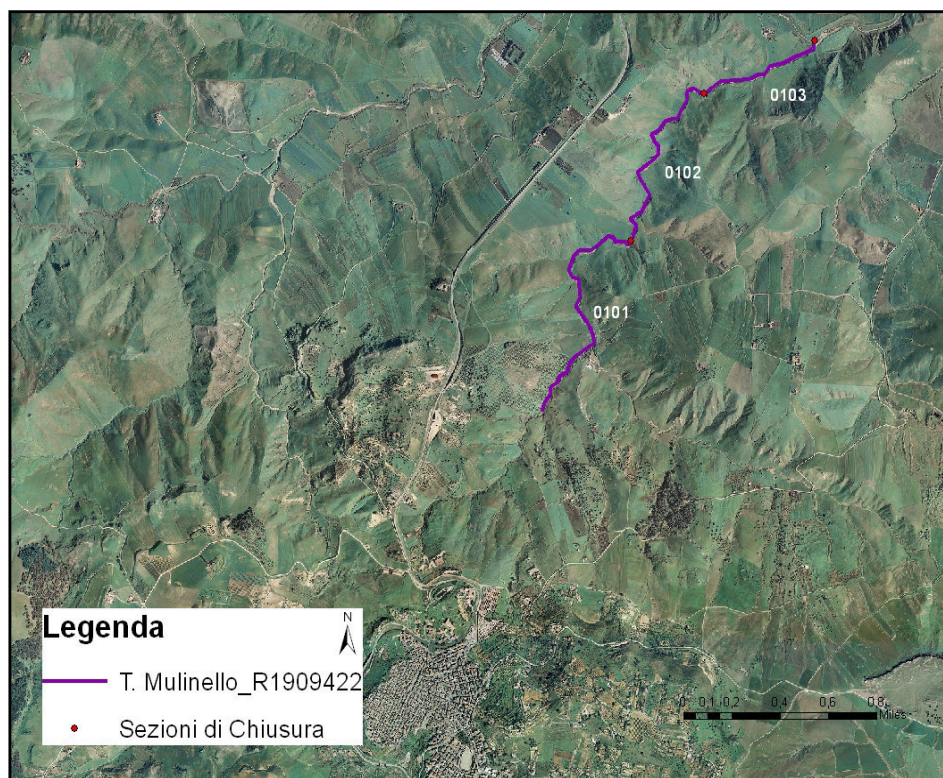 0103
0102
0101
Legenda
N
T. Mulinello_R1909422
Sezioni di Chiusura
0 0,1 0,2 0,4 0,6 0,8
Miles